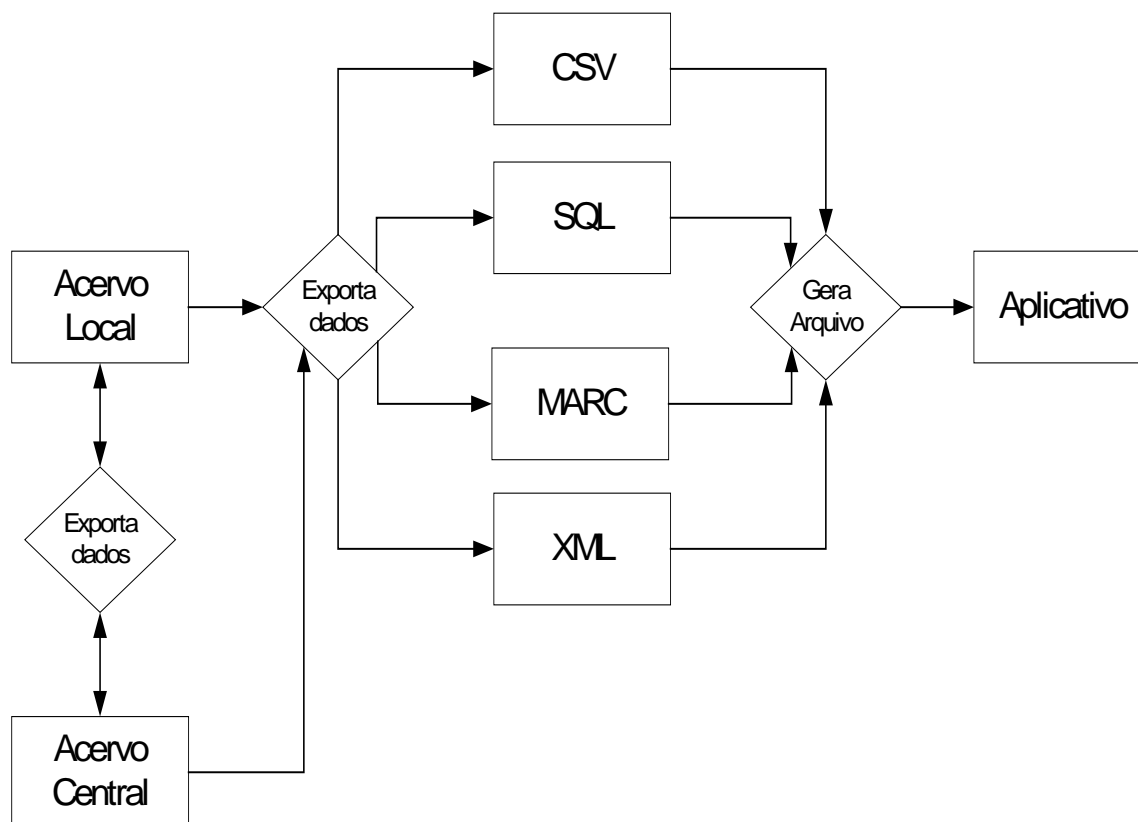 CSV
SQL
Acervo
Local
Exporta
dados
Gera
Arquivo
Aplicativo
MARC
Exporta
dados
XML
Acervo
Central